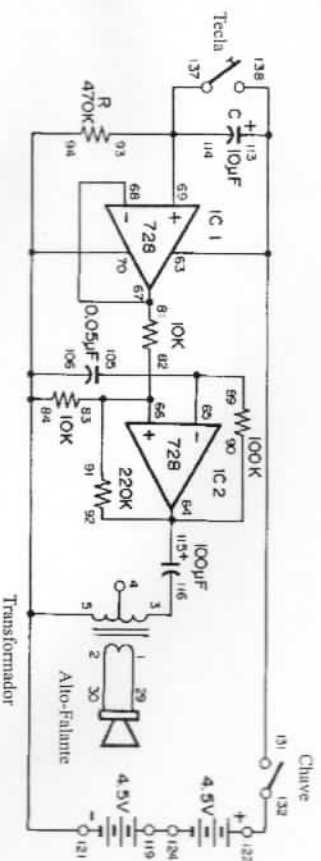 Tecla
137
138
R
470K
94
93
C
+
113
10µF
114
69
+
IC 1
728
-
68
70
63
67
81
10K
82
0.05µF
106
105
84
83
10K
66
+
65
-
728
IC 2
64
89
90
100K
91
92
220K
115+
116
100µF
4
5
3
2
1
30
29
Alto-Falante
Transformador
131
132
Chave
-
121
4.5V
119
124
4.5V
+
122